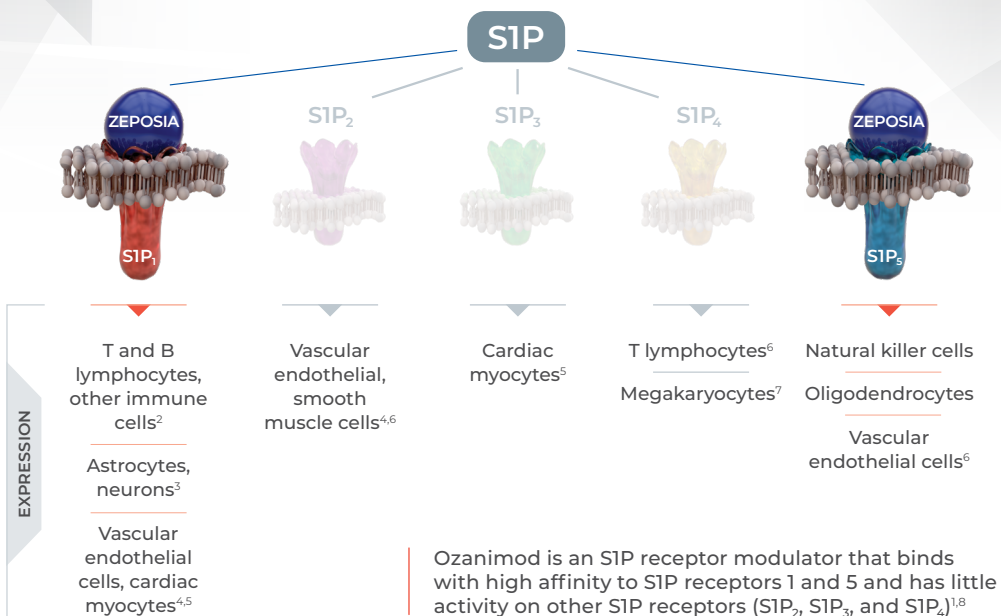 S1P
ZEPOSIA
S1P₁
S1P₂
S1P₃
S1P₄
ZEPOSIA
S1P₅
EXPRESSION
T and B
lymphocytes,
other immune
cells²
Astrocytes,
neurons³
Vascular
endothelial
cells, cardiac
myocytes⁴,⁵
Vascular
endothelial,
smooth
muscle cells⁴,⁶
Cardiac
myocytes⁵
T lymphocytes⁶
Megakaryocytes⁷
Natural killer cells
Oligodendrocytes
Vascular
endothelial cells⁶
Ozanimod is an S1P receptor modulator that binds
with high affinity to S1P receptors 1 and 5 and has little
activity on other S1P receptors (S1P₂, S1P₃, and S1P₄)¹,⁸